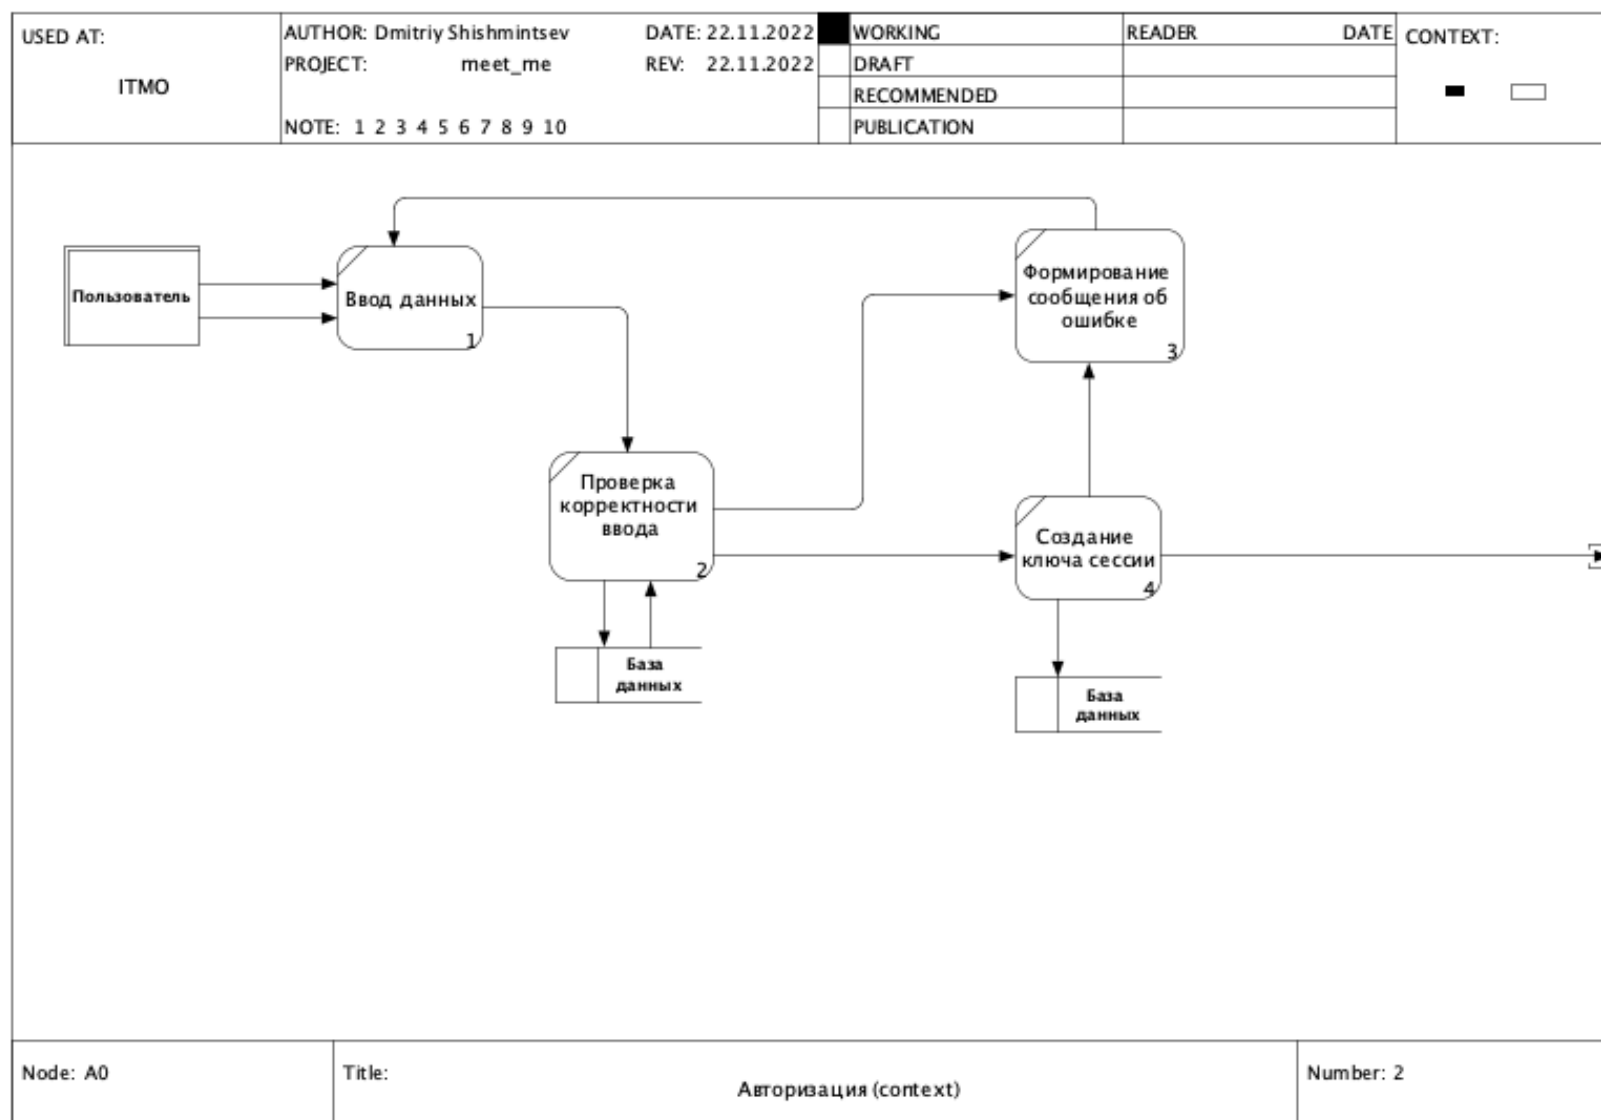 USED AT:
ITMO
AUTHOR: Dmitriy Shishmintsev
DATE: 22.11.2022
PROJECT: meet_me
REV: 22.11.2022
NOTE: 1 2 3 4 5 6 7 8 9 10
WORKING
DRAFT
RECOMMENDED
PUBLICATION
READER
DATE
CONTEXT:
Пользователь
Ввод данных
1
Формирование
сообщения об
ошибке
3
Проверка
корректности
ввода
2
Создание
ключа сессии
4
База
данных
База
данных
Node: A0
Title:
Авторизация (context)
Number: 2